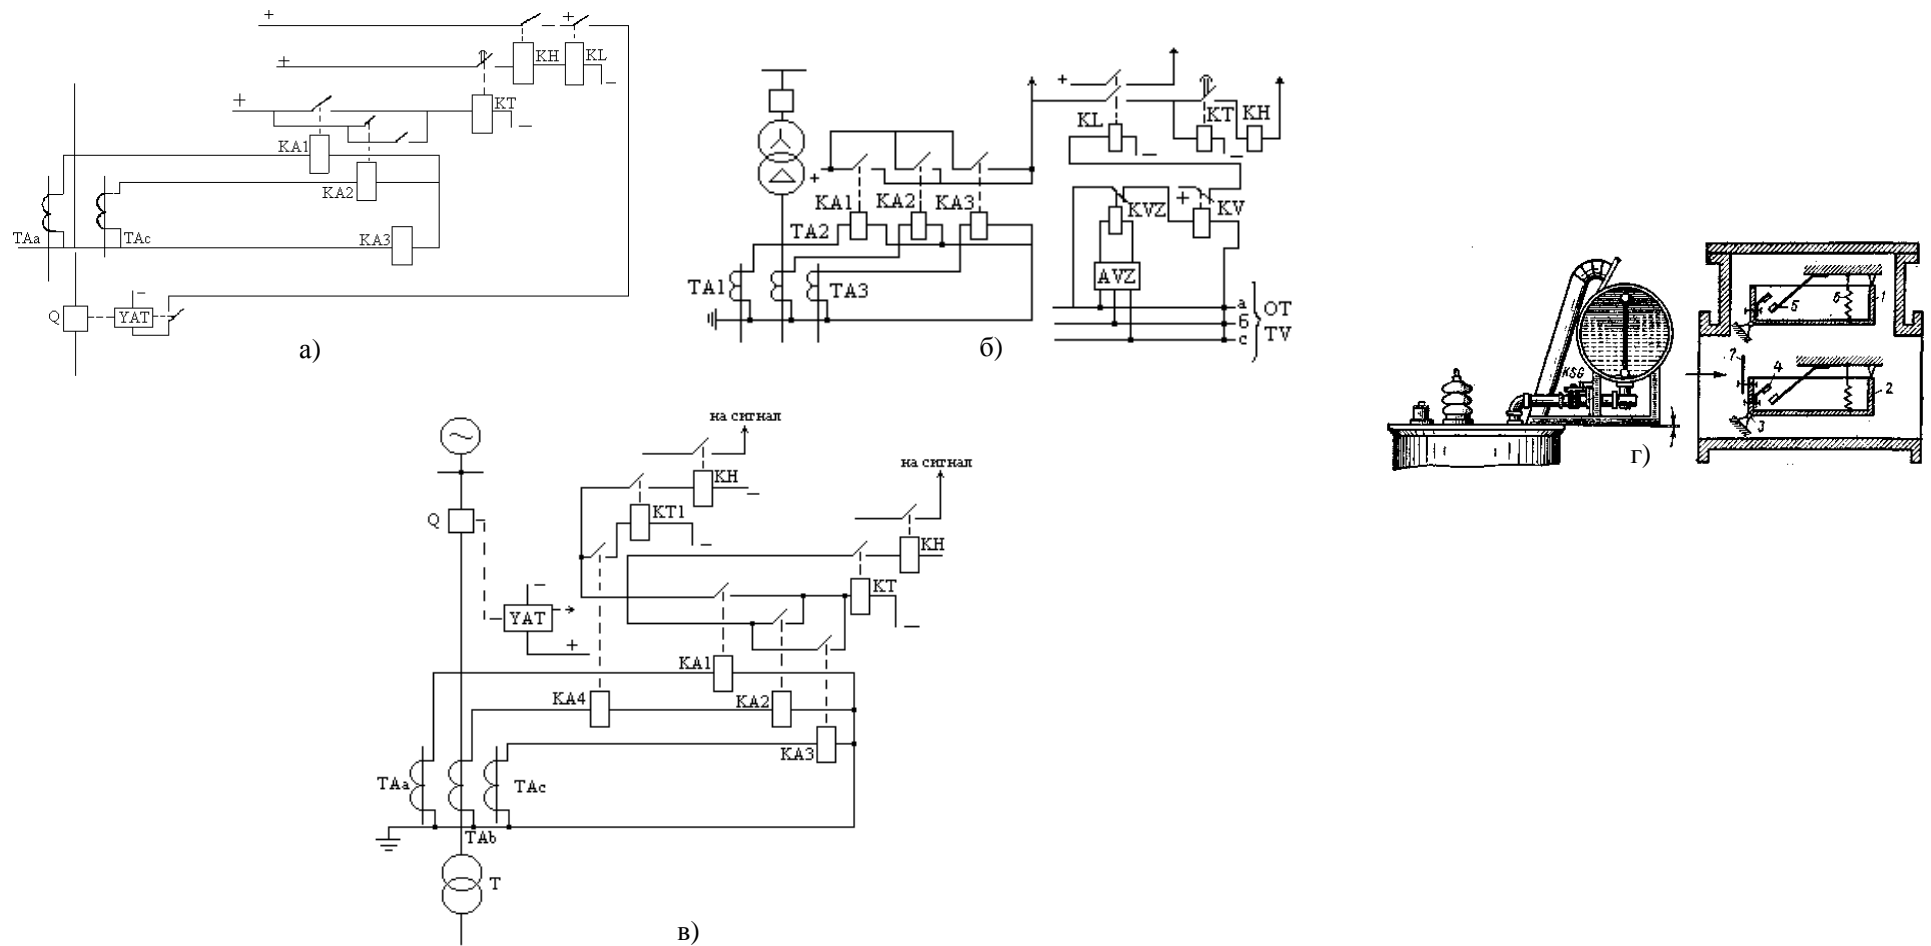 +
+
KH
KL
+
–
+
KT
–
KA1
KA2
TAa
TAc
KA3
Q
–
YAT
а)
+
KL
KT
KH
–
–
+
KA1
KA2
KA3
TA1
TA2
TA3
KVZ
+
KV
AVZ
а
б
с
ОТ
TV
б)
на сигнал
KH
–
KT1
–
на сигнал
KH
KT
–
Q
–
YAT
+
KA1
KA4
KA2
KA3
TAa
TAc
TAb
T
в)
KSG
6
1
5
7
4
2
3
г)